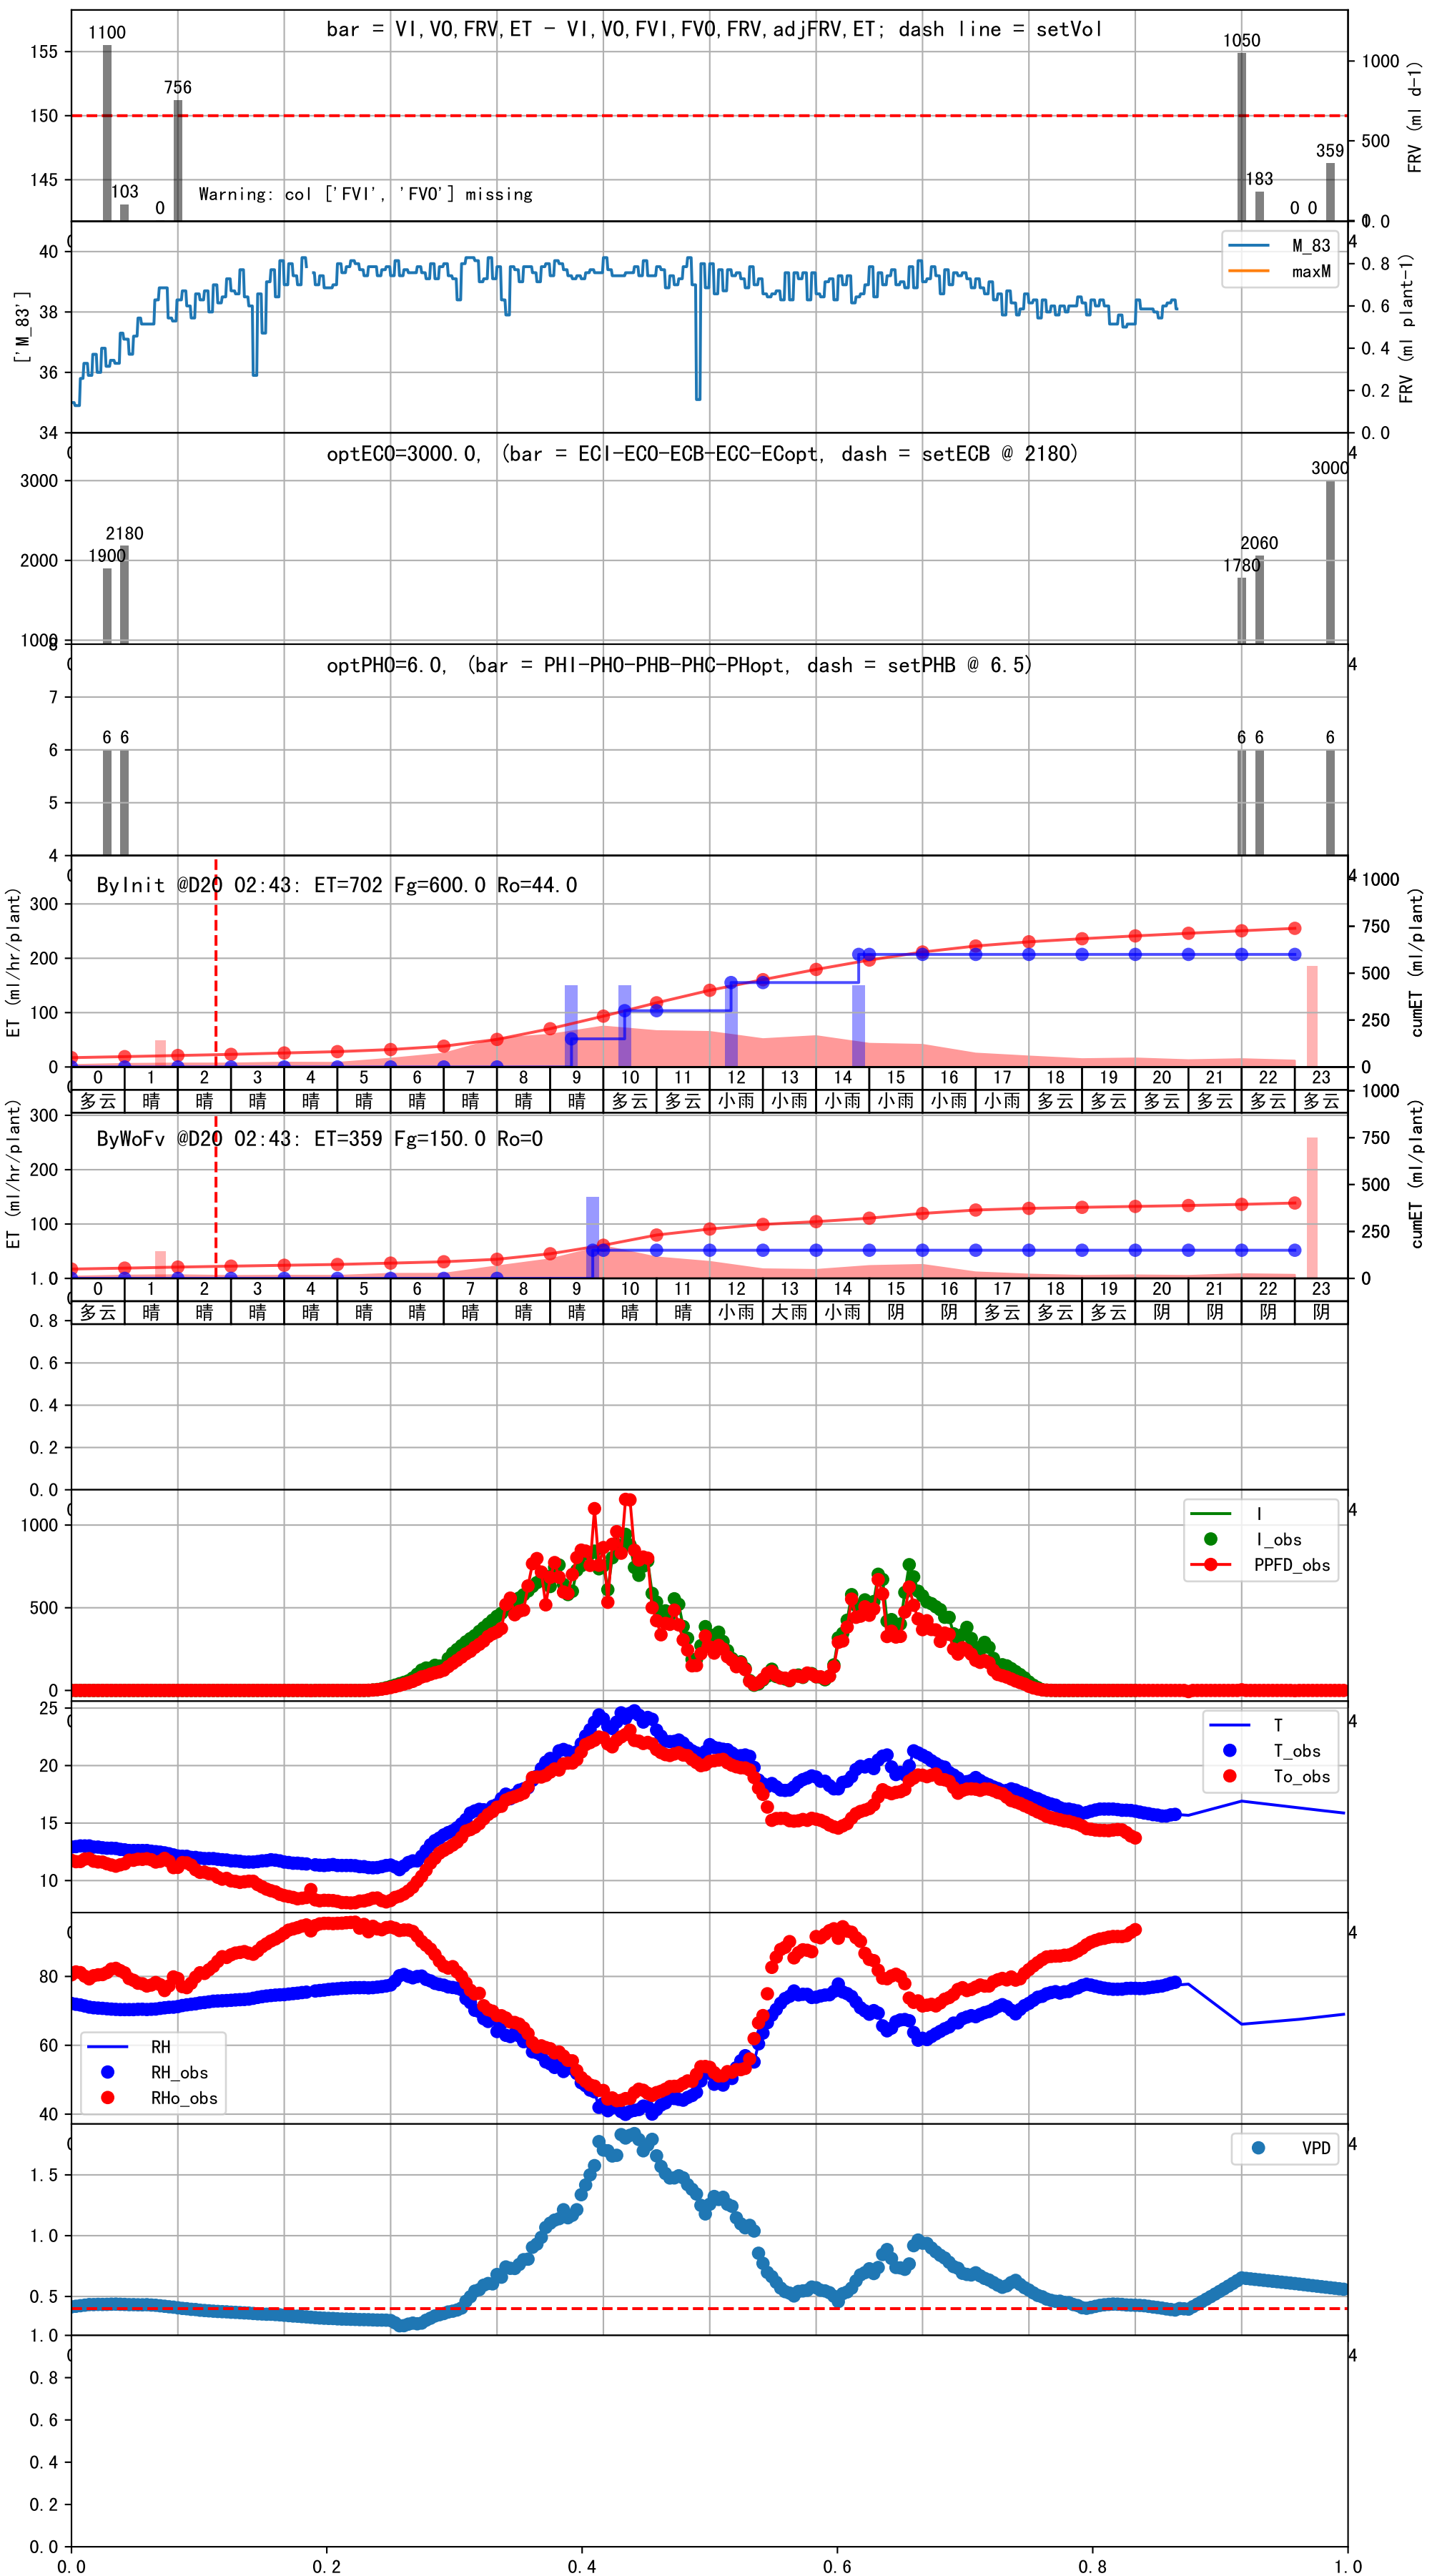 bar = VI,VO,FRV,ET - VI,VO,FVI,FVO,FRV,adjFRV,ET; dash line = setVol
1100
103
0
756
1050
183
0 0
359
Warning: col ['FVI', 'FVO'] missing
155
150
145
1000
500
0
FRV (ml d-1)
M_83
maxM
['M_83']
40
38
36
34
1.0
0.8
0.6
0.4
0.2
0.0
FRV (ml plant-1)
optECO=3000.0, (bar = ECI-ECO-ECB-ECC-ECopt, dash = setECB @ 2180)
1900
2180
1780
2060
3000
3000
2000
1000
optPHO=6.0, (bar = PHI-PHO-PHB-PHC-PHopt, dash = setPHB @ 6.5)
6 6
6 6
6
8
7
6
5
4
ByInit @D20 02:43: ET=702 Fg=600.0 Ro=44.0
ET (ml/hr/plant)
300
200
100
0
1000
750
500
250
0
cumET (ml/plant)
0 1 2 3 4 5 6 7 8 9 10 11 12 13 14 15 16 17 18 19 20 21 22 23
多云 晴 晴 晴 晴 晴 晴 晴 晴 晴 多云 多云 小雨 小雨 小雨 小雨 小雨 小雨 多云 多云 多云 多云 多云 多云
ByWoFv @D20 02:43: ET=359 Fg=150.0 Ro=0
ET (ml/hr/plant)
300
200
100
1000
750
500
250
0
cumET (ml/plant)
0 1 2 3 4 5 6 7 8 9 10 11 12 13 14 15 16 17 18 19 20 21 22 23
多云 晴 晴 晴 晴 晴 晴 晴 晴 晴 晴 晴 小雨 大雨 小雨 阴 阴 多云 多云 多云 阴 阴 阴 阴
1.0
0.8
0.6
0.4
0.2
0.0
I
I_obs
PPFD_obs
1000
500
0
T
T_obs
To_obs
25
20
15
10
RH
RH_obs
RHo_obs
80
60
40
VPD
1.5
1.0
0.5
1.0
0.8
0.6
0.4
0.2
0.0
0.0 0.2 0.4 0.6 0.8 1.0